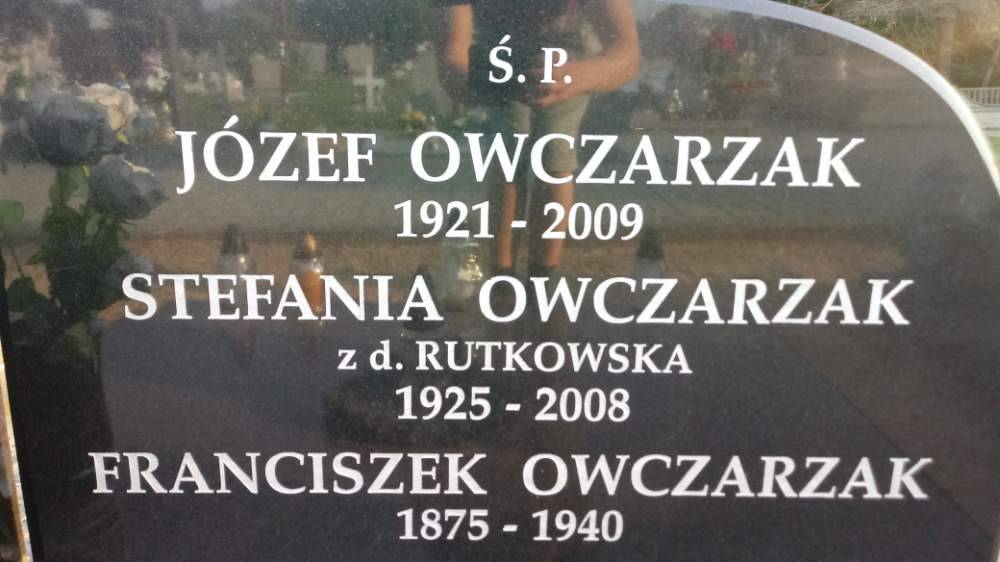 Ś. P.
JÓZEF OWCZARZAK
1921 - 2009
STEFANIA OWCZARZAK
z d. RUTKOWSKA
1925 - 2008
FRANCISZEK OWCZARZAK
1875 - 1940